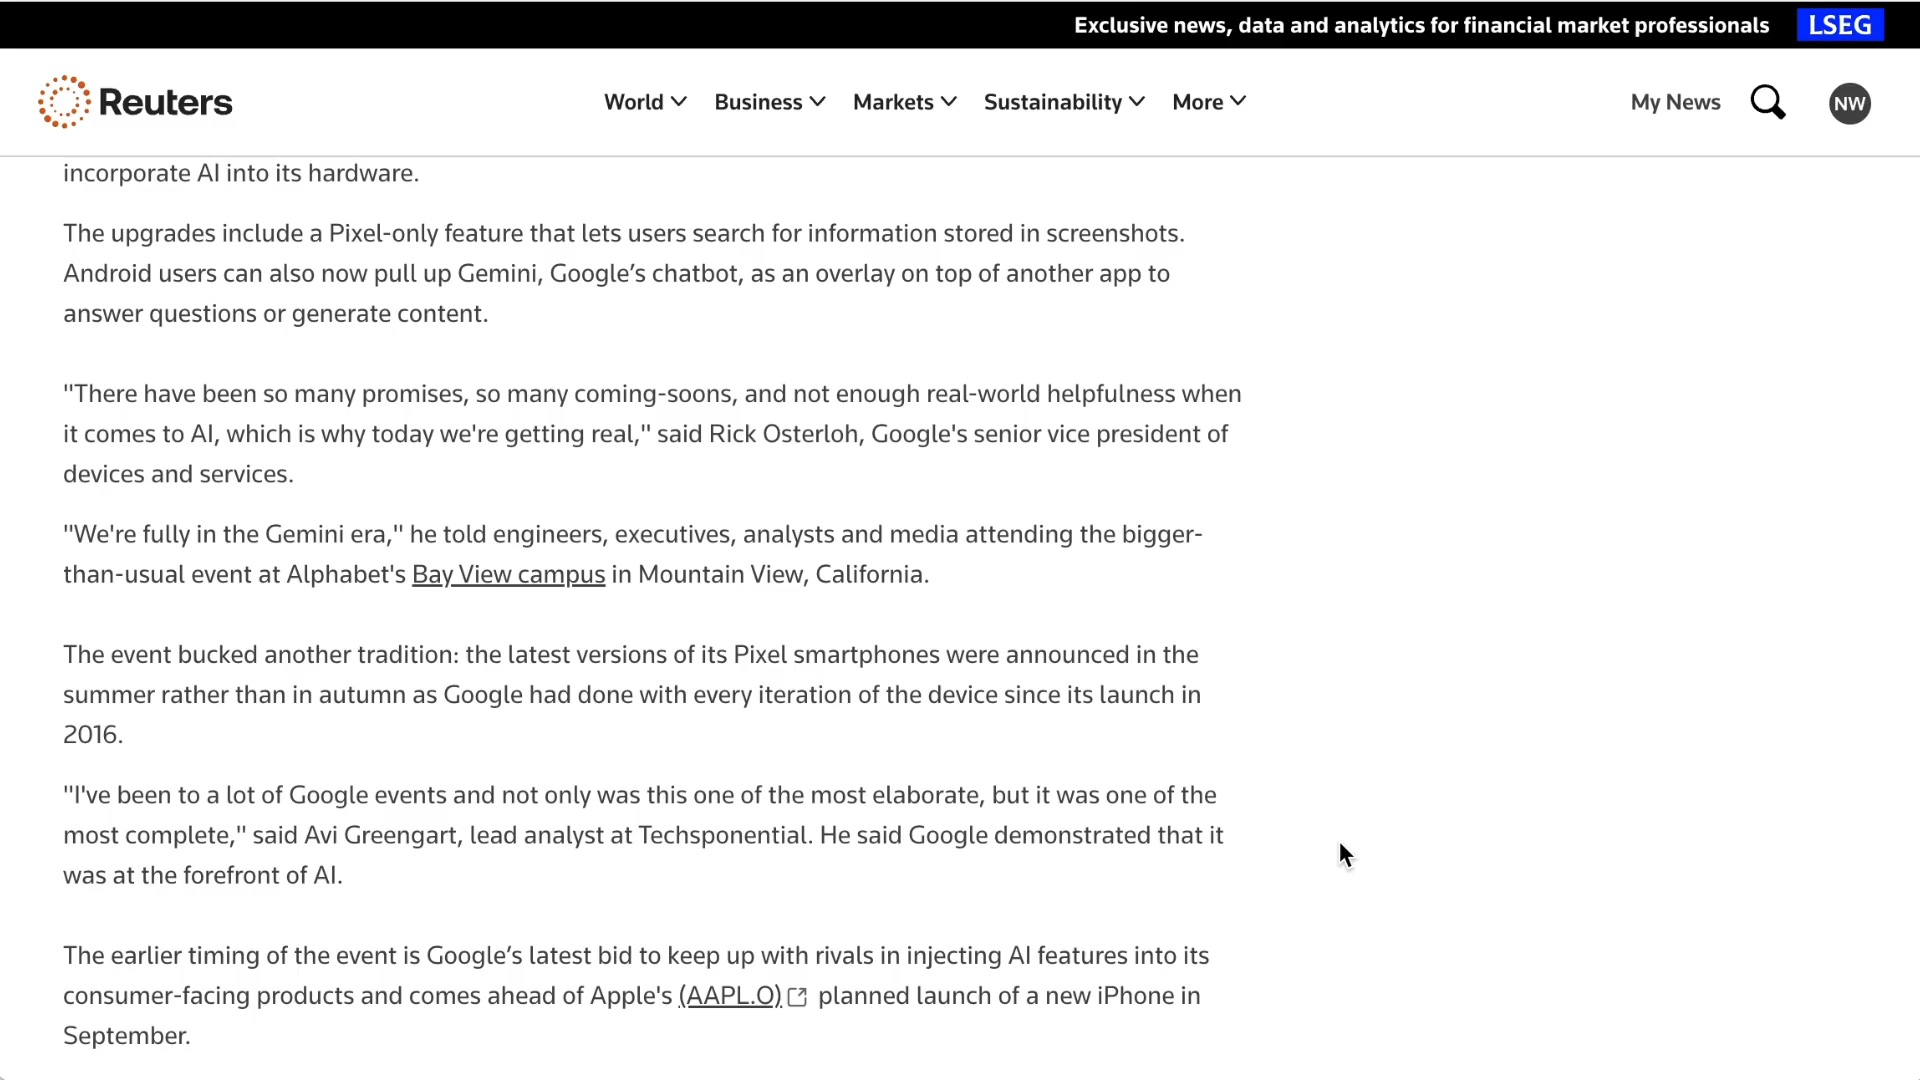 Exclusive news, data and analytics for financial market professionals LSEG
Reuters World Business Markets Sustainability More My News NW
incorporate AI into its hardware.
The upgrades include a Pixel-only feature that lets users search for information stored in screenshots.
Android users can also now pull up Gemini, Google’s chatbot, as an overlay on top of another app to
answer questions or generate content.
"There have been so many promises, so many coming-soons, and not enough real-world helpfulness when
it comes to AI, which is why today we're getting real," said Rick Osterloh, Google's senior vice president of
devices and services.
"We're fully in the Gemini era," he told engineers, executives, analysts and media attending the bigger-
than-usual event at Alphabet's Bay View campus in Mountain View, California.
The event bucked another tradition: the latest versions of its Pixel smartphones were announced in the
summer rather than in autumn as Google had done with every iteration of the device since its launch in
2016.
"I've been to a lot of Google events and not only was this one of the most elaborate, but it was one of the
most complete," said Avi Greengart, lead analyst at Techsponential. He said Google demonstrated that it
was at the forefront of AI.
The earlier timing of the event is Google’s latest bid to keep up with rivals in injecting AI features into its
consumer-facing products and comes ahead of Apple's (AAPL.O) planned launch of a new iPhone in
September.